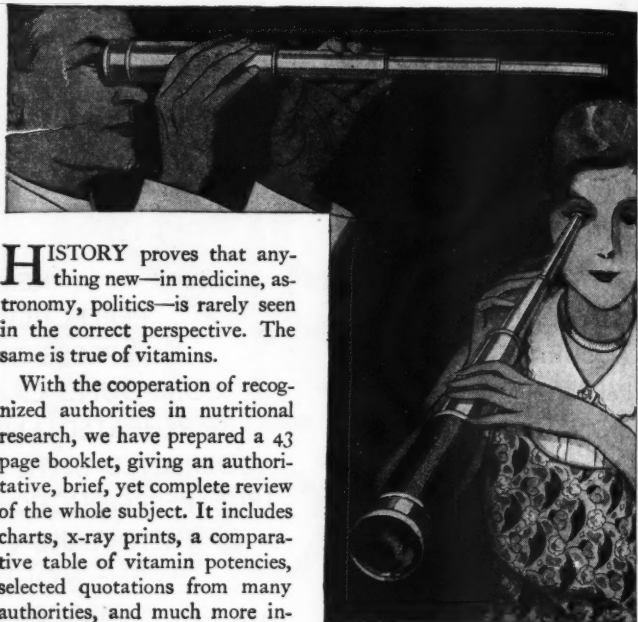 HISTORY proves that any-
thing new—in medicine, as-
tronomy, politics—is rarely seen
in the correct perspective. The
same is true of vitamins.
With the cooperation of recog-
nized authorities in nutritional
research, we have prepared a 43
page booklet, giving an authori-
tative, brief, yet complete review
of the whole subject. It includes
charts, x-ray prints, a compara-
tive table of vitamin potencies,
selected quotations from many
authorities, and much more in-